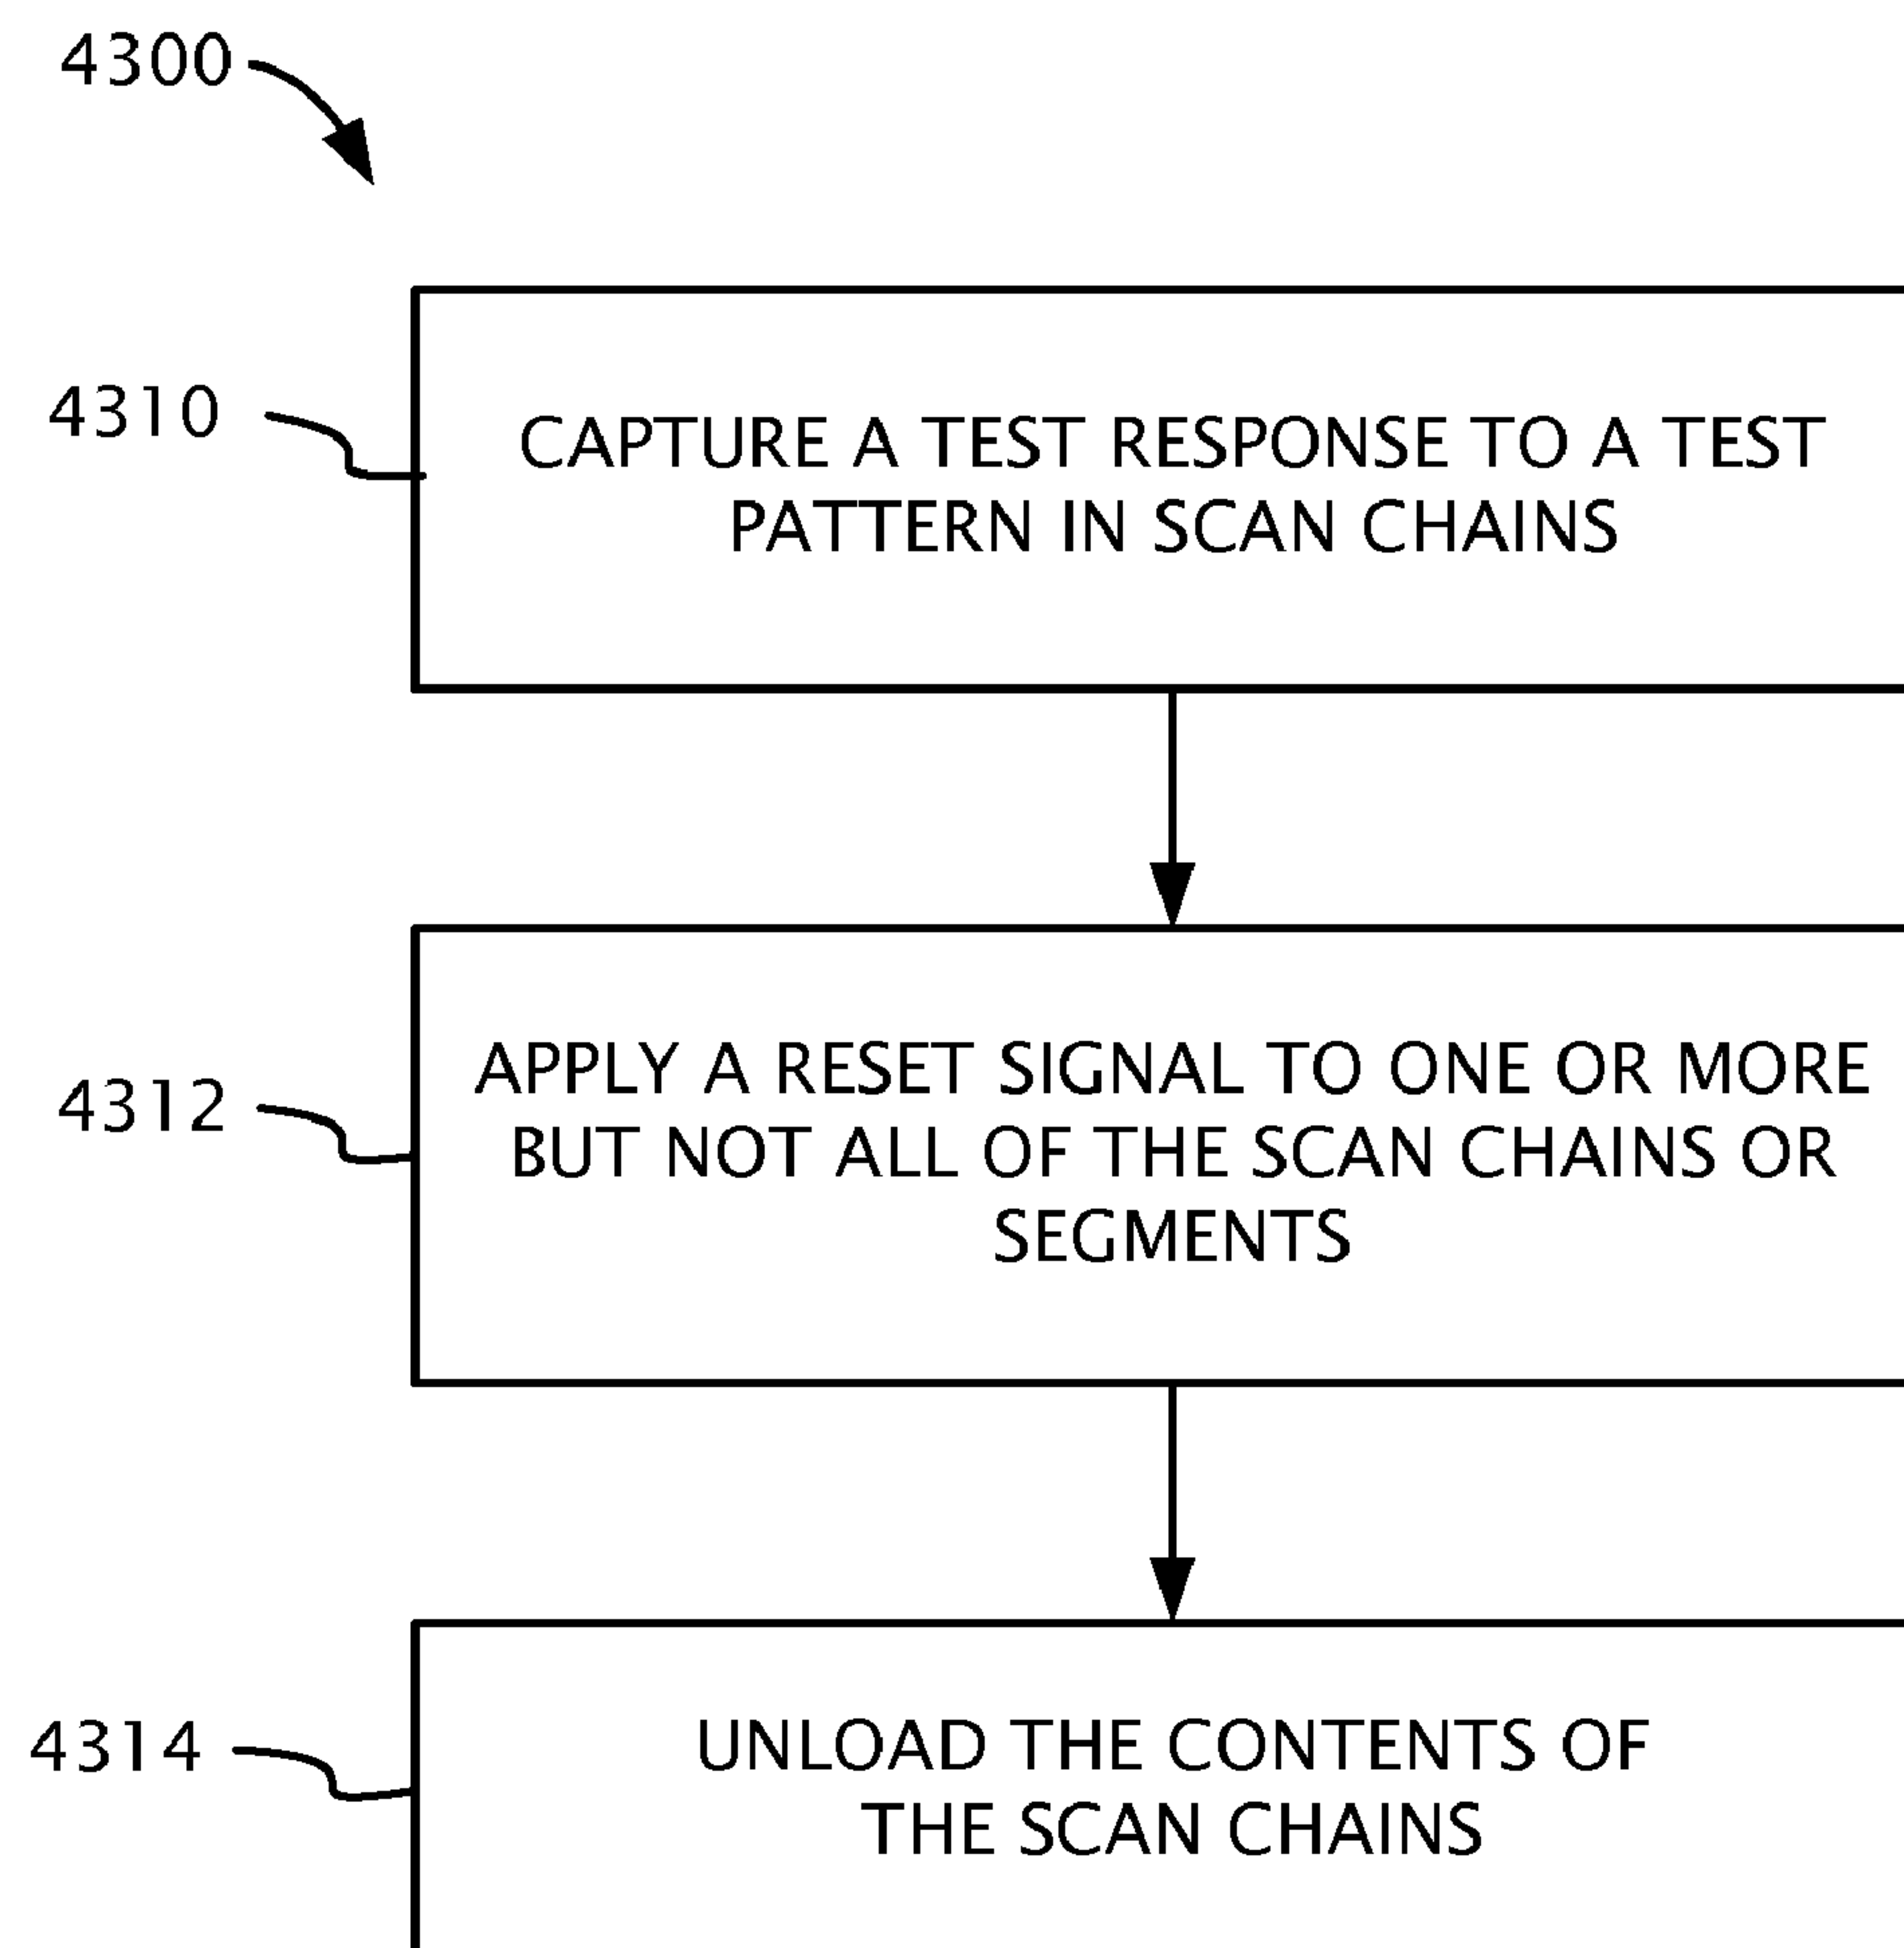 4300
4310
CAPTURE A TEST RESPONSE TO A TEST
PATTERN IN SCAN CHAINS
4312
APPLY A RESET SIGNAL TO ONE OR MORE
BUT NOT ALL OF THE SCAN CHAINS OR
SEGMENTS
4314
UNLOAD THE CONTENTS OF
THE SCAN CHAINS